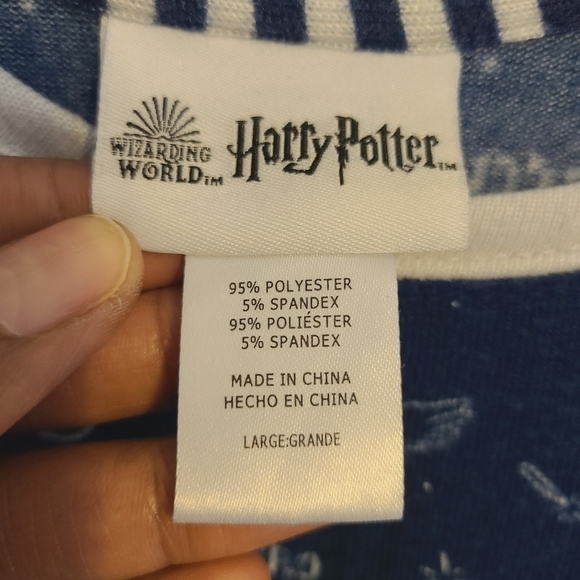 WIZARDING
WORLD™
Harry Potter™
95% POLYESTER
5% SPANDEX
95% POLIÉSTER
5% SPANDEX
MADE IN CHINA
HECHO EN CHINA
LARGE:GRANDE